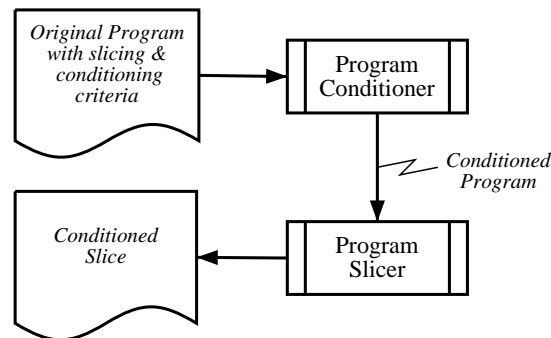 Original Program
with slicing &
conditioning
criteria
Program
Conditioner
Conditioned
Program
Conditioned
Slice
Program
Slicer